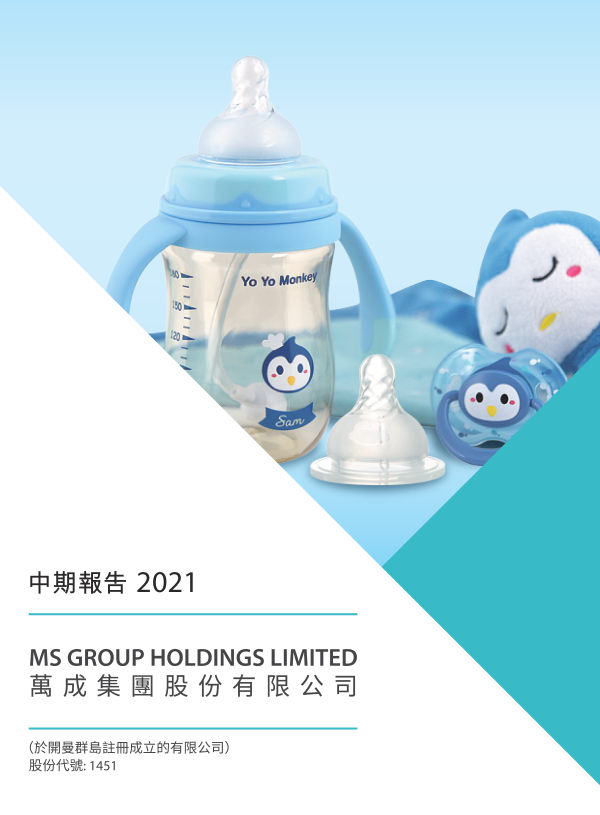 Yo Yo Monkey
150
120
Sam
中期報告 2021
MS GROUP HOLDINGS LIMITED
萬成集團股份有限公司
(於開曼群島註冊成立的有限公司)
股份代號: 1451